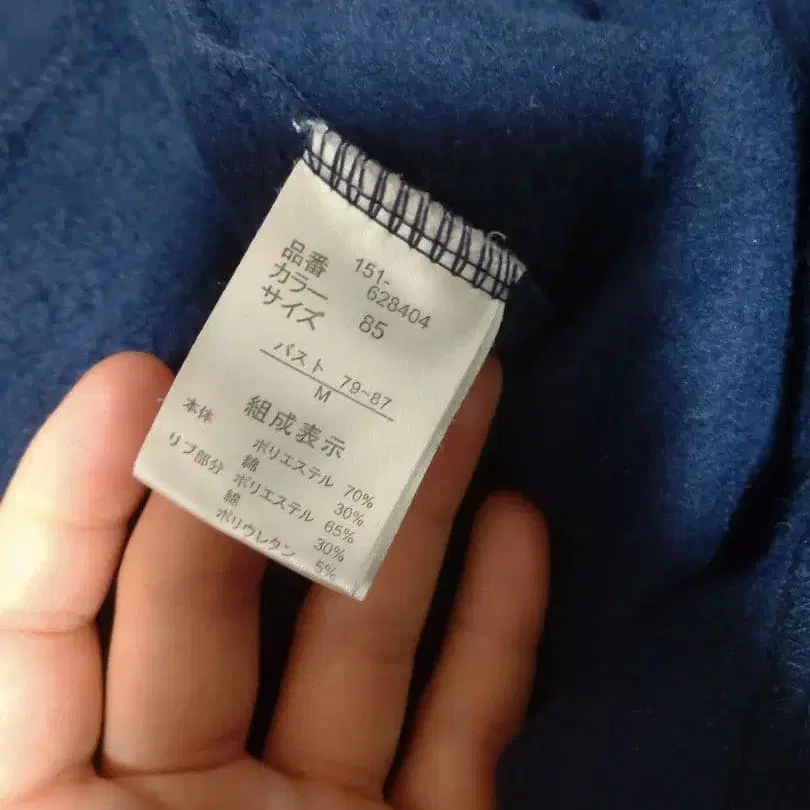 品番 151-
628404
カラー 85
サイズ
バスト 79~87
M
組成表示
本体 ポリエステル 70%
綿 30%
リブ部分 ポリエステル 65%
綿 30%
ポリウレタン 5%